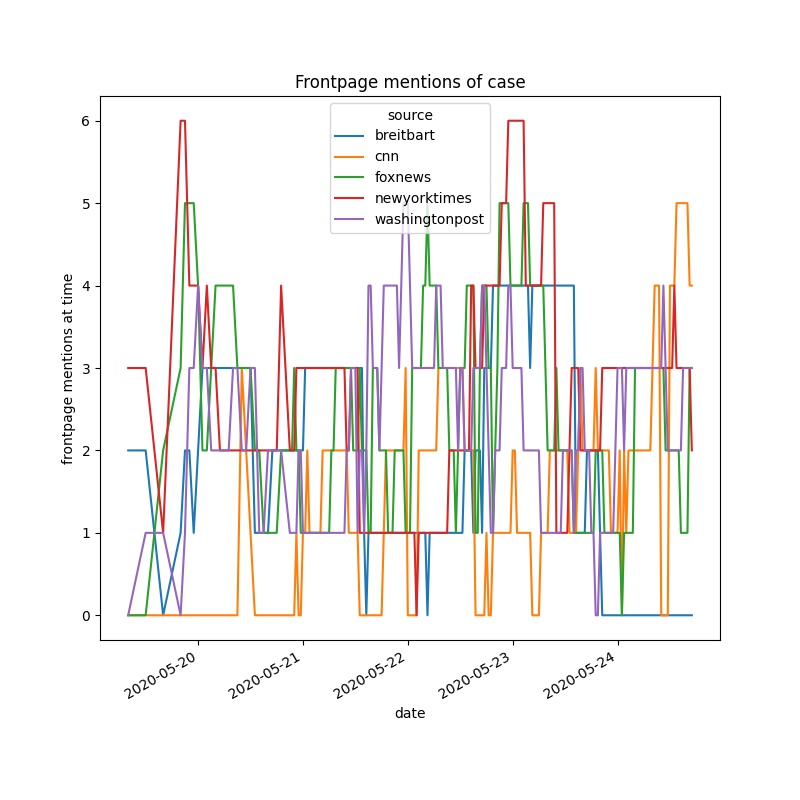 Frontpage mentions of case
source
breitbart
cnn
foxnews
newyorktimes
washingtonpost
frontpage mentions at time
6
5
4
3
2
1
0
2020-05-20
2020-05-21
2020-05-22
2020-05-23
2020-05-24
date